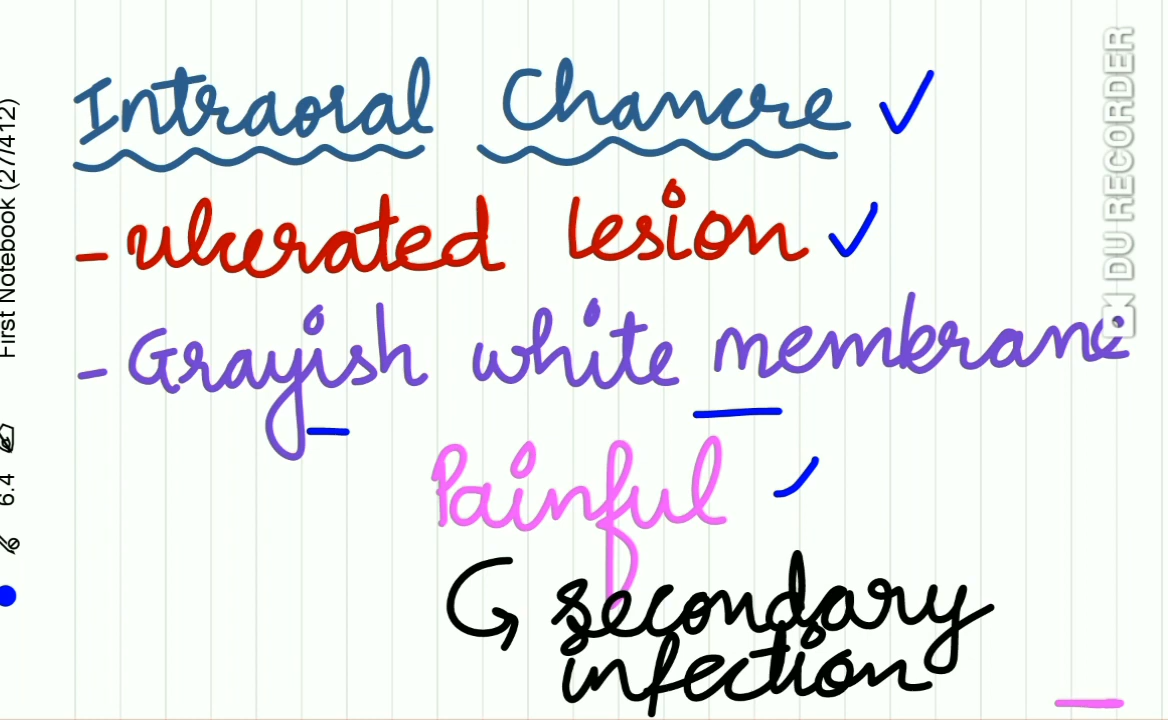 Intraoral Chancre ✓
- ulcerated lesion ✓
- Grayish white membrane
Painful ✓
↳ secondary
infection
First Notebook (27/412)
6.4
DU RECORDER